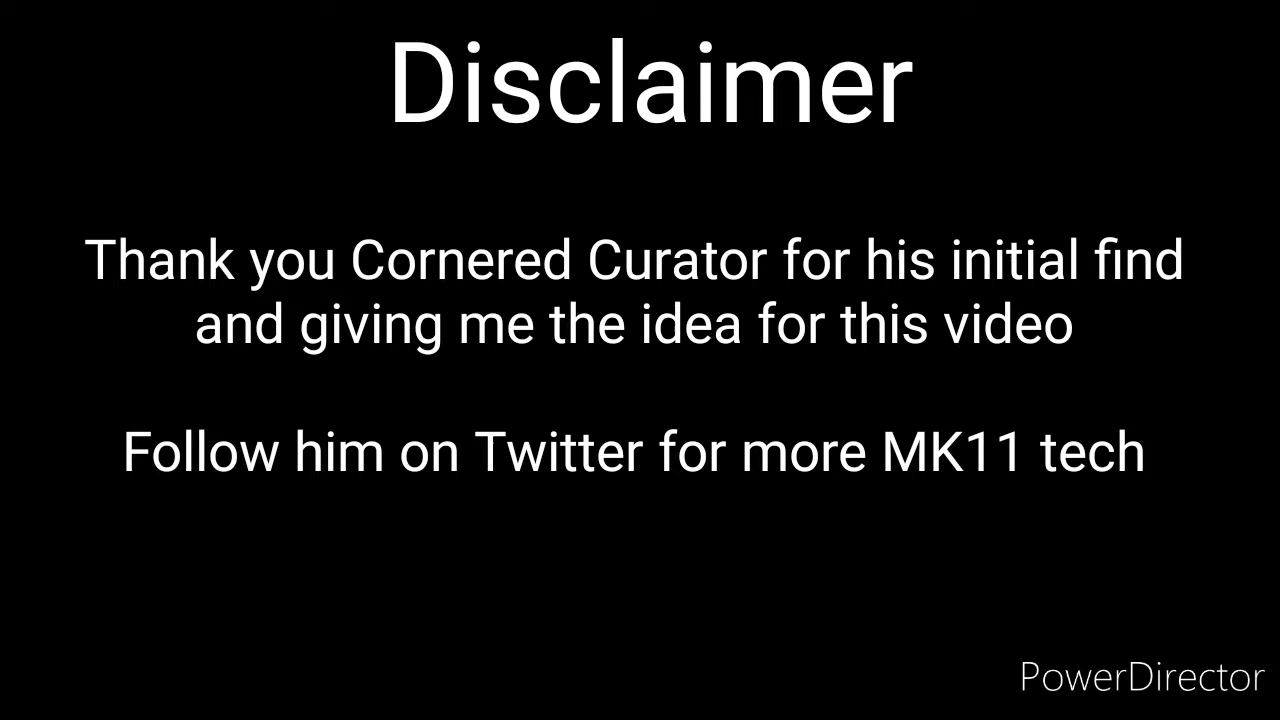 Disclaimer
Thank you Cornered Curator for his initial find
and giving me the idea for this video
Follow him on Twitter for more MK11 tech
PowerDirector